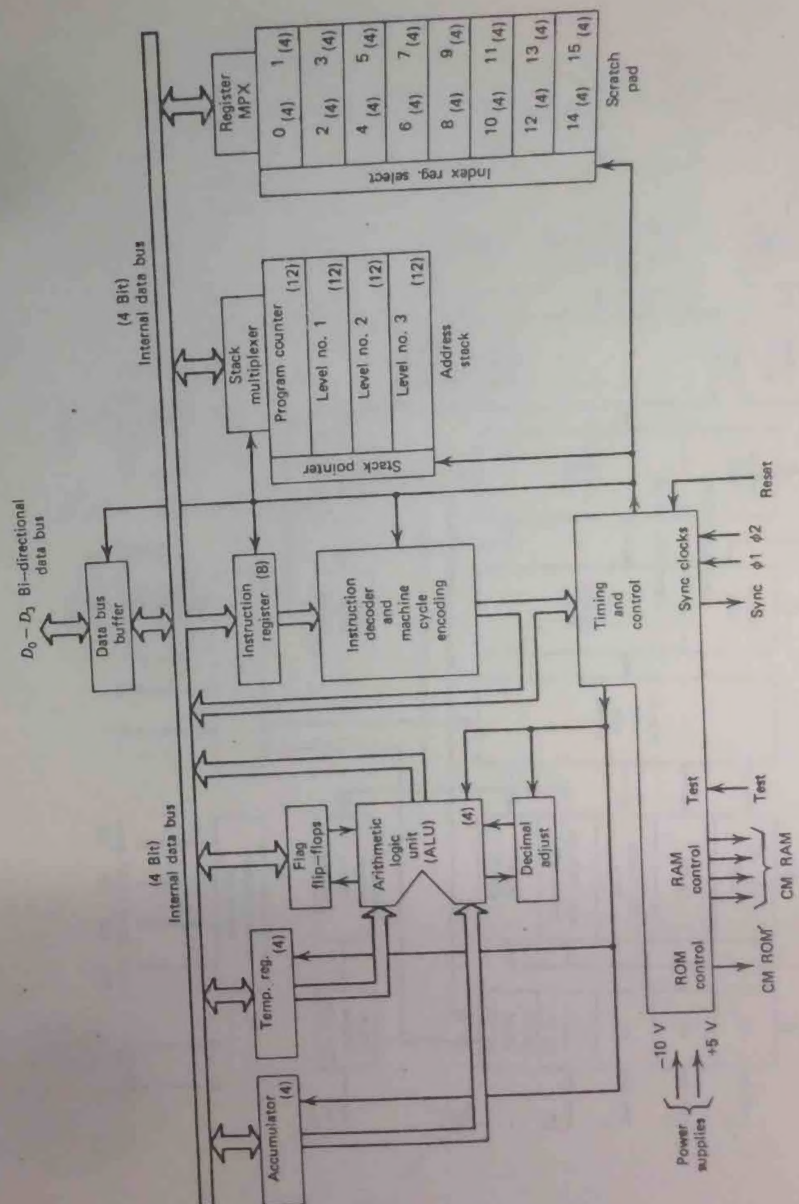 D₀ – D₃ Bi-directional
data bus
(4 Bit)
Internal data bus
(4 Bit)
Internal data bus
Data bus
buffer
Accumulator
(4)
Temp. reg.
(4)
Flag
flip-flops
Arithmetic
logic
unit
(ALU)
(4)
Decimal
adjust
Instruction
register (8)
Instruction
decoder
and
machine
cycle
encoding
Stack
multiplexer
Stack pointer
Program counter
(12)
Level no. 1
(12)
Level no. 2
(12)
Level no. 3
(12)
Address
stack
Register
MPX
Index reg. select
0 (4) 1 (4)
2 (4) 3 (4)
4 (4) 5 (4)
6 (4) 7 (4)
8 (4) 9 (4)
10 (4) 11 (4)
12 (4) 13 (4)
14 (4) 15 (4)
Scratch
pad
Timing
and
control
ROM
control
RAM
control
Test
Sync clocks
Power
supplies
–10 V
+5 V
CM ROM
CM RAM
Test
Sync
ϕ1 ϕ2
Reset